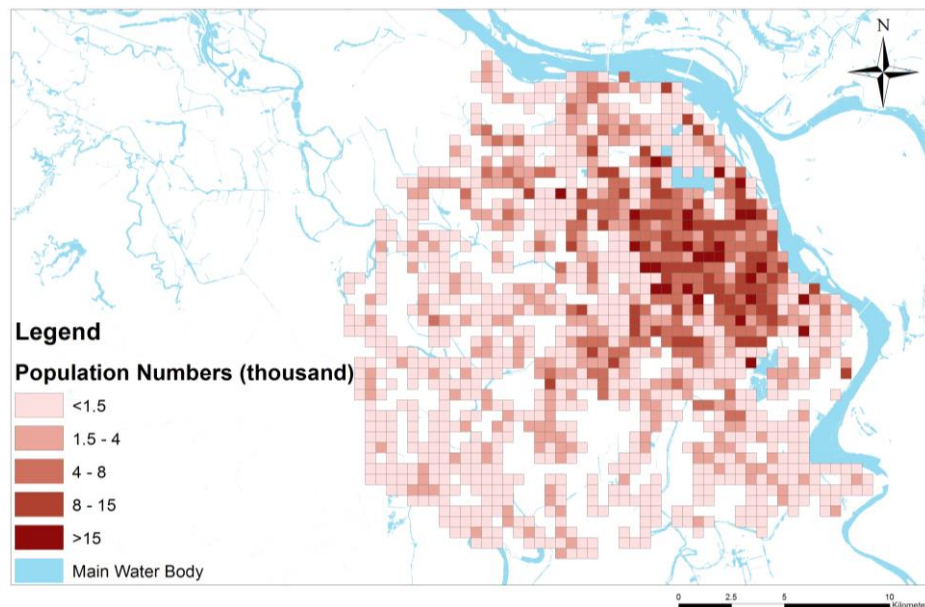 N
Legend
Population Numbers (thousand)
<1.5
1.5 - 4
4 - 8
8 - 15
>15
Main Water Body
0 2.5 5 10
Kilomete